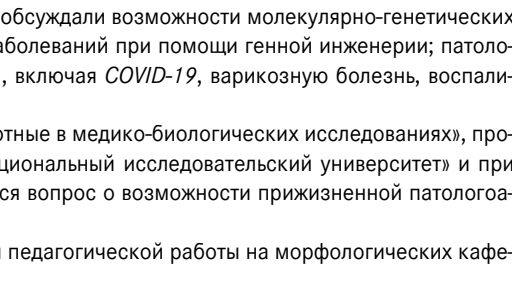 обсуждали возможности молекулярно-генетических
аболеваний при помощи генной инженерии; патоло-
, включая COVID-19, варикозную болезнь, воспали-
отные в медико-биологических исследованиях», про-
циональный исследовательский университет» и при
ся вопрос о возможности прижизненной патологоа-
педагогической работы на морфологических кафе-